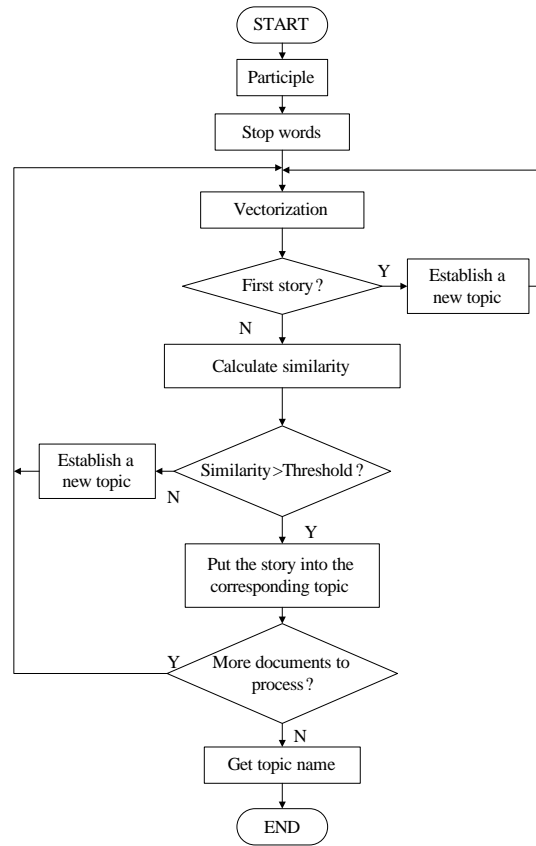 START
Participle
Stop words
Vectorization
First story?
Y
Establish a
new topic
N
Calculate similarity
Establish a
new topic
Similarity>Threshold?
N
Y
Put the story into the
corresponding topic
Y
More documents to
process?
N
Get topic name
END